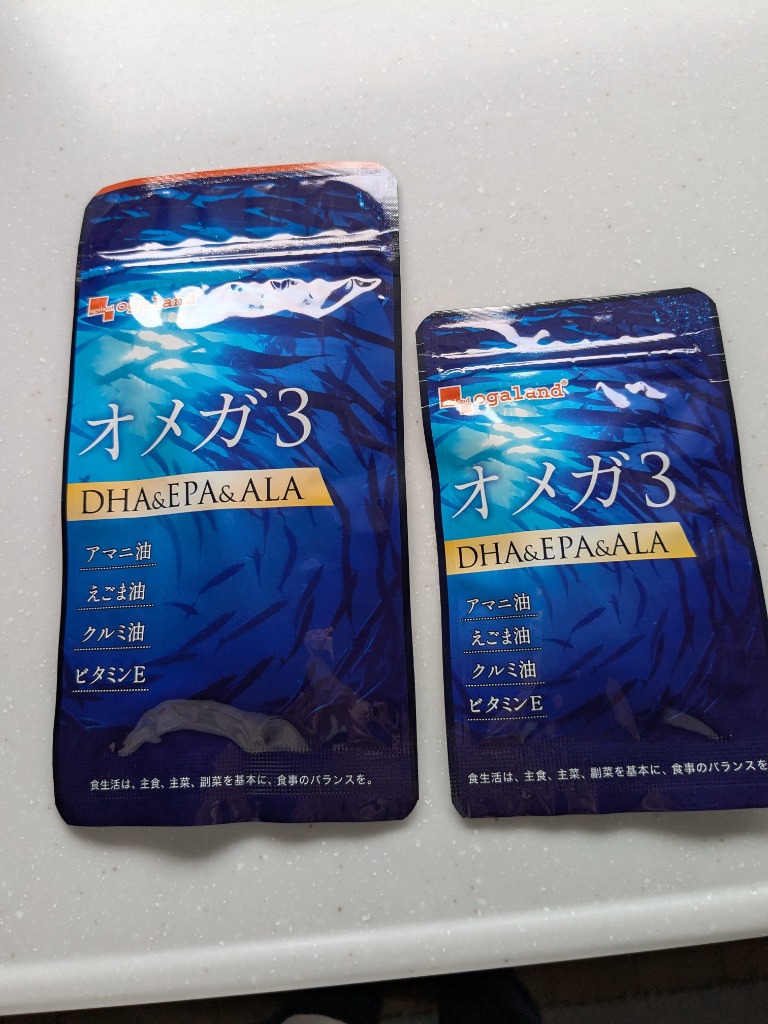 ogaland
オメガ3
DHA&EPA&ALA
アマニ油
えごま油
クルミ油
ビタミンE
食生活は、主食、主菜、副菜を基本に、食事のバランスを。
ogaland
オメガ3
DHA&EPA&ALA
アマニ油
えごま油
クルミ油
ビタミンE
食生活は、主食、主菜、副菜を基本に、食事のバランスを